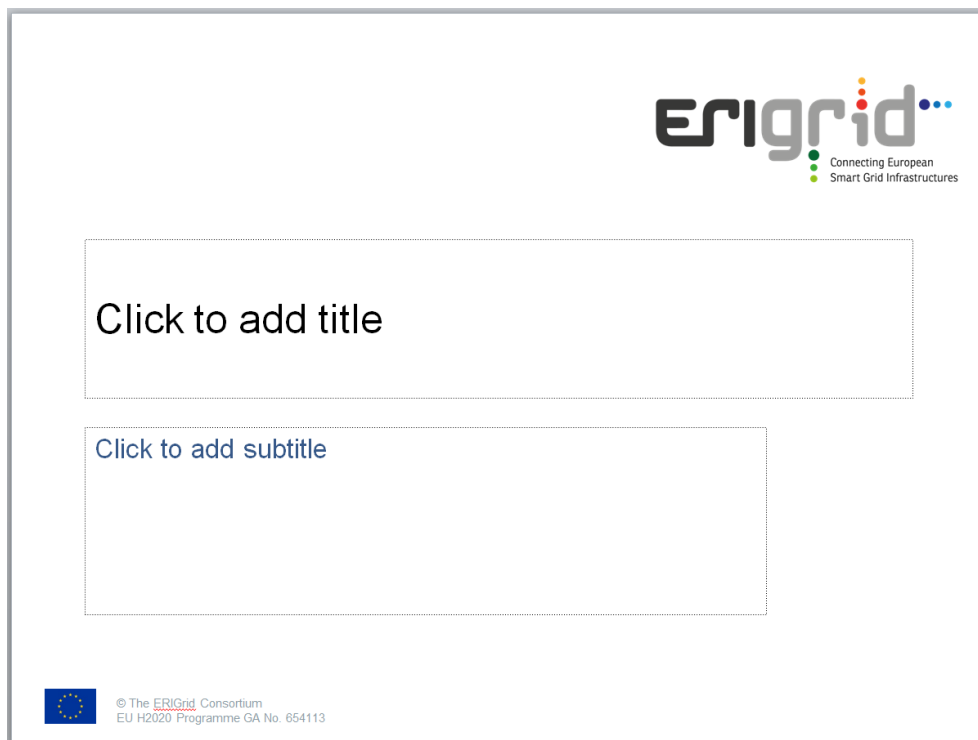 ERIgrid
Connecting European
Smart Grid Infrastructures
Click to add title
Click to add subtitle
© The ERIGrid Consortium
EU H2020 Programme GA No. 654113